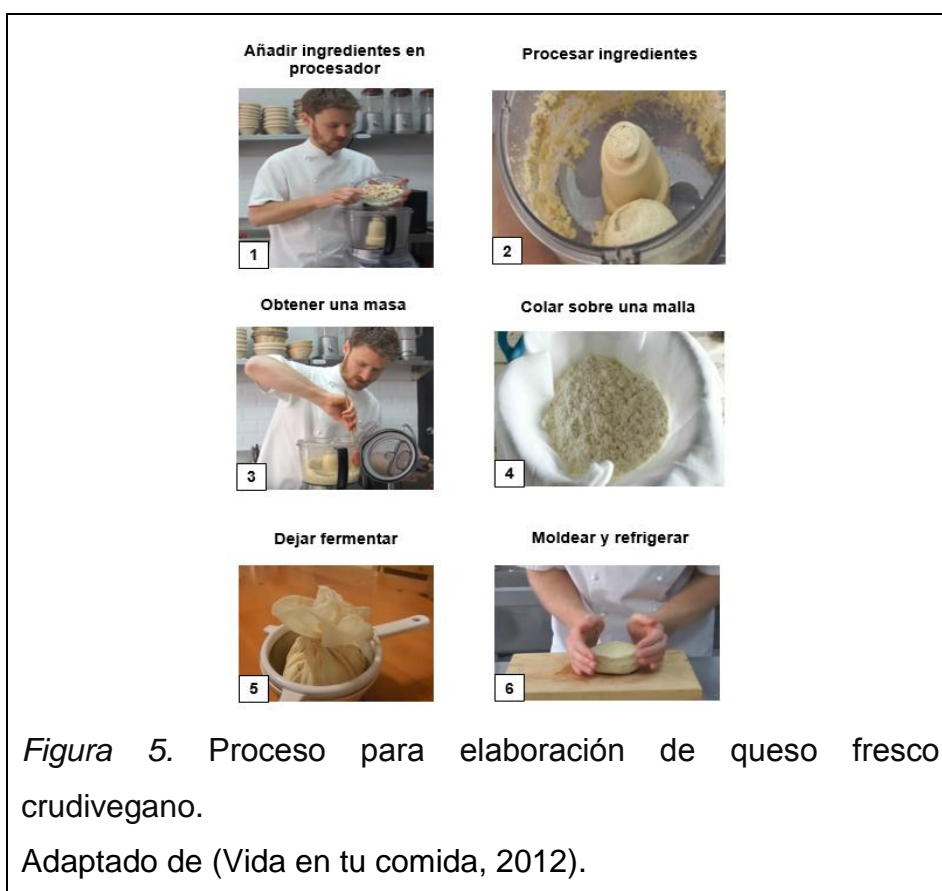 Añadir ingredientes en
procesador
Procesar ingredientes
1
2
Obtener una masa
Colar sobre una malla
3
4
Dejar fermentar
Moldear y refrigerar
5
6
Figura 5. Proceso para elaboración de queso fresco
crudivegano.
Adaptado de (Vida en tu comida, 2012).